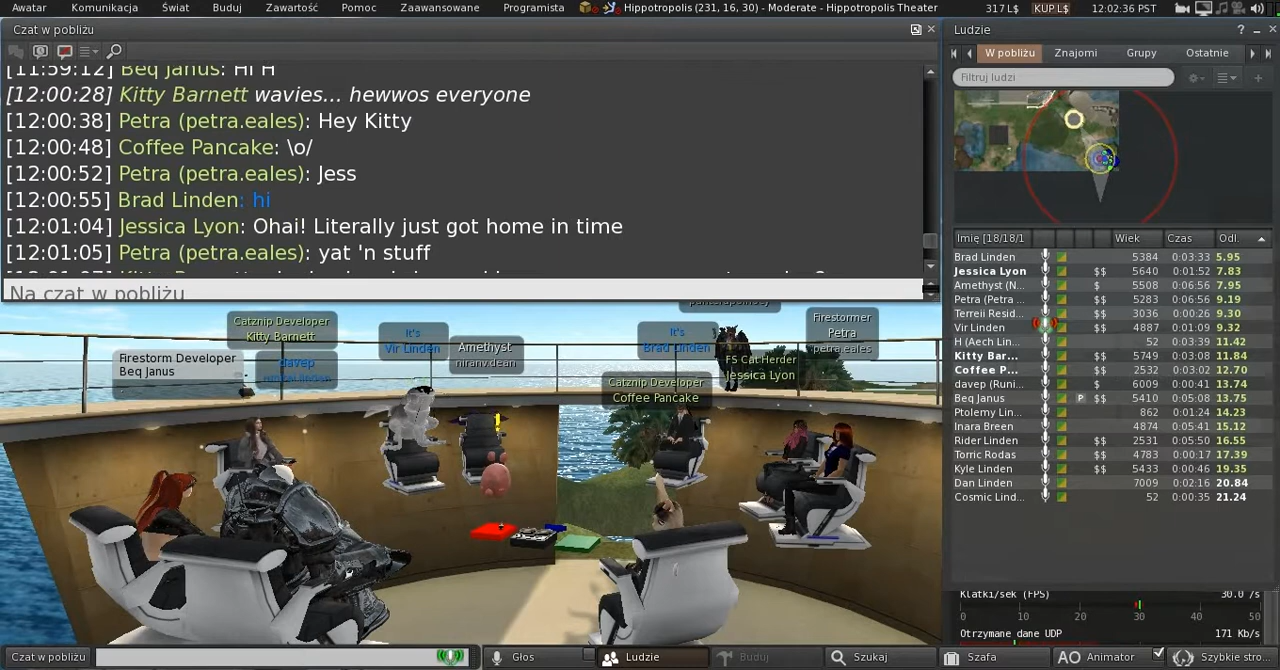 Awatar Komunikacja Świat Buduj Zawartość Pomoc Zaawansowane Programista Hippotropolis (231, 16, 30) - Moderate - Hippotropolis Theater 317 L$ KUP L$ 12:02:36 PST
Czat w pobliżu
[11:59:12] Beq Janus: Hi H
[12:00:28] Kitty Barnett wavies... hewwos everyone
[12:00:38] Petra (petra.eales): Hey Kitty
[12:00:48] Coffee Pancake: \o/
[12:00:52] Petra (petra.eales): Jess
[12:00:55] Brad Linden: hi
[12:01:04] Jessica Lyon: Ohai! Literally just got home in time
[12:01:05] Petra (petra.eales): yat 'n stuff
Na czat w pobliżu
Catznip Developer
Kitty Barnett
It's
Vir Linden
Amethyst
niranv.dean
Firestorm Developer
Beq Janus
davep
It's
Brad Linden
Firestormer
Petra
petra.eales
FS Cat Herder
Jessica Lyon
Catznip Developer
Coffee Pancake
Ludzie
W pobliżu Znajomi Grupy Ostatnie
Filtruj ludzi
Imię [18/18/1 Wiek Czas Odl.
Brad Linden 5384 0:03:33 5.95
Jessica Lyon $$ 5640 0:01:52 7.83
Amethyst (N... $ 5508 0:06:56 7.95
Petra (Petra ... $$ 5283 0:06:56 9.19
Terreii Resid... $$ 3036 0:00:26 9.30
Vir Linden 4887 0:01:09 9.32
H (Aech Lin... 52 0:03:39 11.42
Kitty Bar... $$ 5749 0:03:08 11.84
Coffee P... $$ 2532 0:03:02 12.70
davep (Runi... $ 6009 0:00:41 13.74
Beq Janus P $$ 5410 0:05:08 13.75
Ptolemy Lin... 862 0:01:24 14.23
Inara Breen 4874 0:05:41 15.12
Rider Linden $$ 2531 0:05:50 16.55
Torric Rodas $$ 4783 0:00:17 17.39
Kyle Linden $$ 5433 0:00:46 19.35
Dan Linden 7009 0:02:16 20.84
Cosmic Lind... 52 0:00:35 21.24
Klatki/sek (FPS) 30.0 /s
0 10 20 30 40 50
Otrzymane dane UDP 171 Kb/s
Czat w pobliżu Głos Ludzie Buduj Szukaj Szafa AO Animator Szybkie stro...